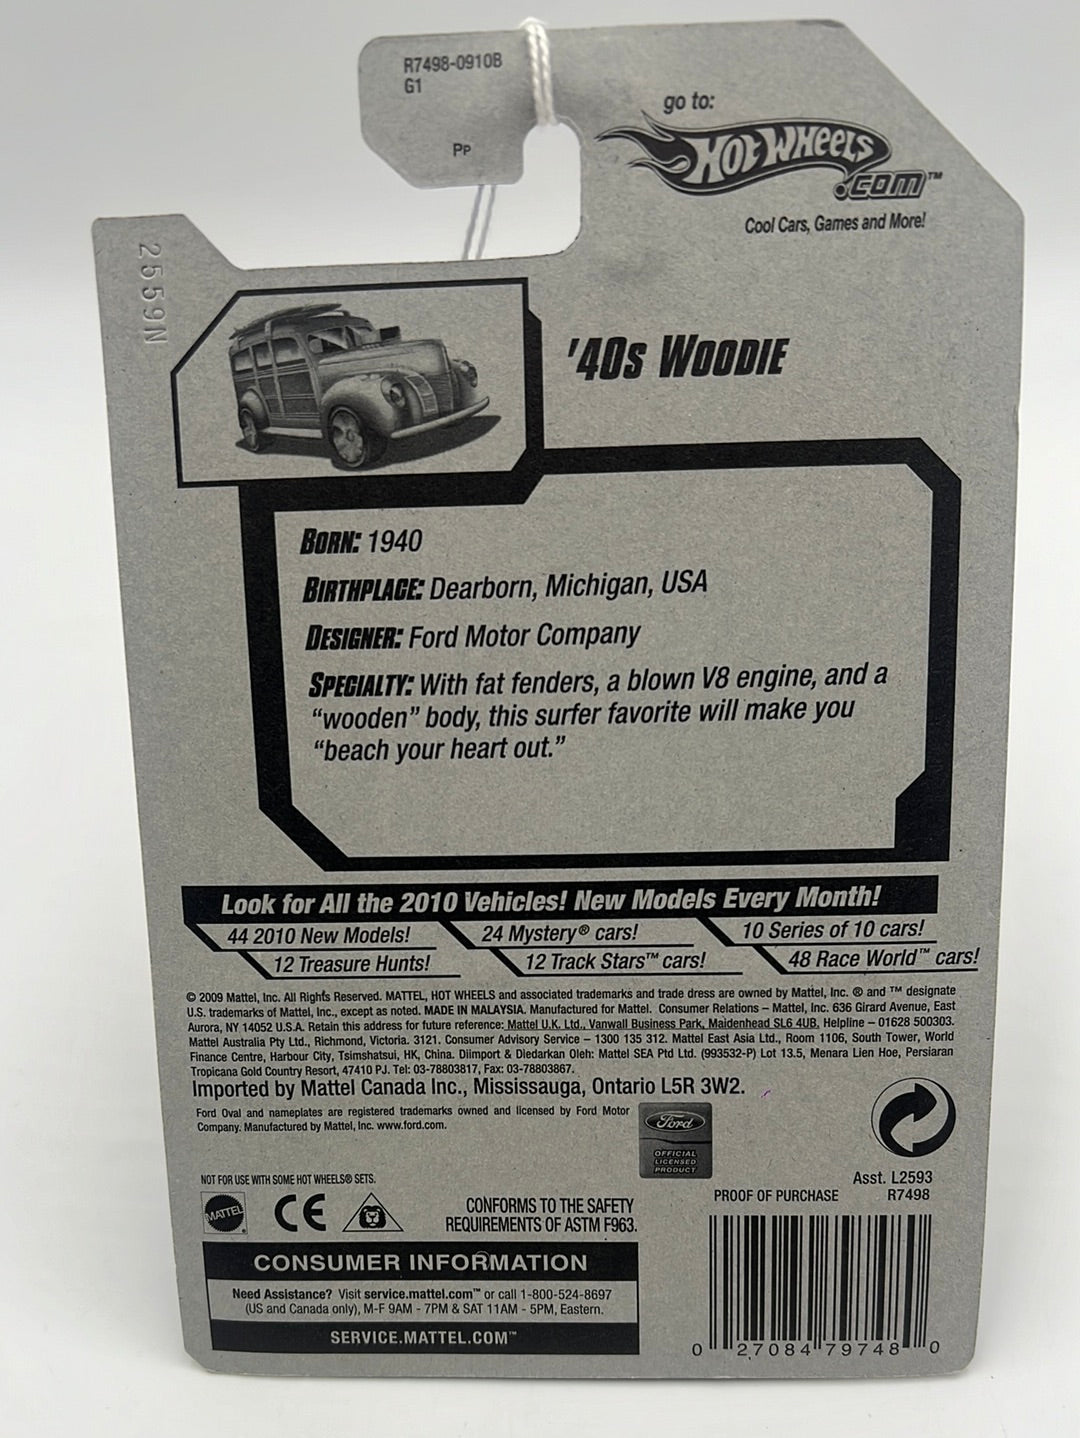 R7498-0910B
G1
PP
go to:
HOT WHEELS
.COM™
Cool Cars, Games and More!
2559N
'40s WOODIE
BORN: 1940
BIRTHPLACE: Dearborn, Michigan, USA
DESIGNER: Ford Motor Company
SPECIALTY: With fat fenders, a blown V8 engine, and a
“wooden” body, this surfer favorite will make you
“beach your heart out.”
Look for All the 2010 Vehicles! New Models Every Month!
44 2010 New Models!
24 Mystery® cars!
10 Series of 10 cars!
12 Treasure Hunts!
12 Track Stars™ cars!
48 Race World™ cars!
© 2009 Mattel, Inc. All Rights Reserved. MATTEL, HOT WHEELS and associated trademarks and trade dress are owned by Mattel, Inc. ® and ™ designate
U.S. trademarks of Mattel, Inc., except as noted. MADE IN MALAYSIA. Manufactured for Mattel. Consumer Relations – Mattel, Inc. 636 Girard Avenue, East
Aurora, NY 14052 U.S.A. Retain this address for future reference: Mattel U.K. Ltd., Vanwall Business Park, Maidenhead SL6 4UB. Helpline – 01628 500303.
Mattel Australia Pty Ltd., Richmond, Victoria. 3121. Consumer Advisory Service – 1300 135 312. Mattel East Asia Ltd., Room 1106, South Tower, World
Finance Centre, Harbour City, Tsimshatsui, HK, China. Diimport & Diedarkan Oleh: Mattel SEA Ptd Ltd. (993532-P) Lot 13.5, Menara Lien Hoe, Persiaran
Tropicana Gold Country Resort, 47410 PJ. Tel: 03-78803817, Fax: 03-78803867.
Imported by Mattel Canada Inc., Mississauga, Ontario L5R 3W2.
Ford Oval and nameplates are registered trademarks owned and licensed by Ford Motor
Company. Manufactured by Mattel, Inc. www.ford.com.
Ford
OFFICIAL
LICENSED
PRODUCT
NOT FOR USE WITH SOME HOT WHEELS® SETS.
MATTEL
CE
CONFORMS TO THE SAFETY
REQUIREMENTS OF ASTM F963.
Asst. L2593
PROOF OF PURCHASE R7498
CONSUMER INFORMATION
Need Assistance? Visit service.mattel.com™ or call 1-800-524-8697
(US and Canada only), M-F 9AM - 7PM & SAT 11AM - 5PM, Eastern.
SERVICE.MATTEL.COM™
0 27084 79748 0